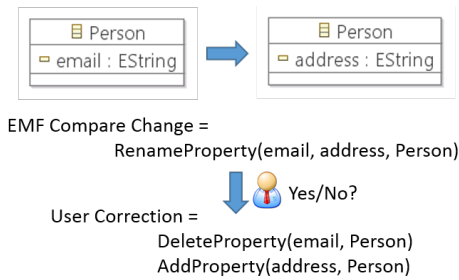 Person
email : EString
Person
address : EString
EMF Compare Change =
RenameProperty(email, address, Person)
Yes/No?
User Correction =
DeleteProperty(email, Person)
AddProperty(address, Person)